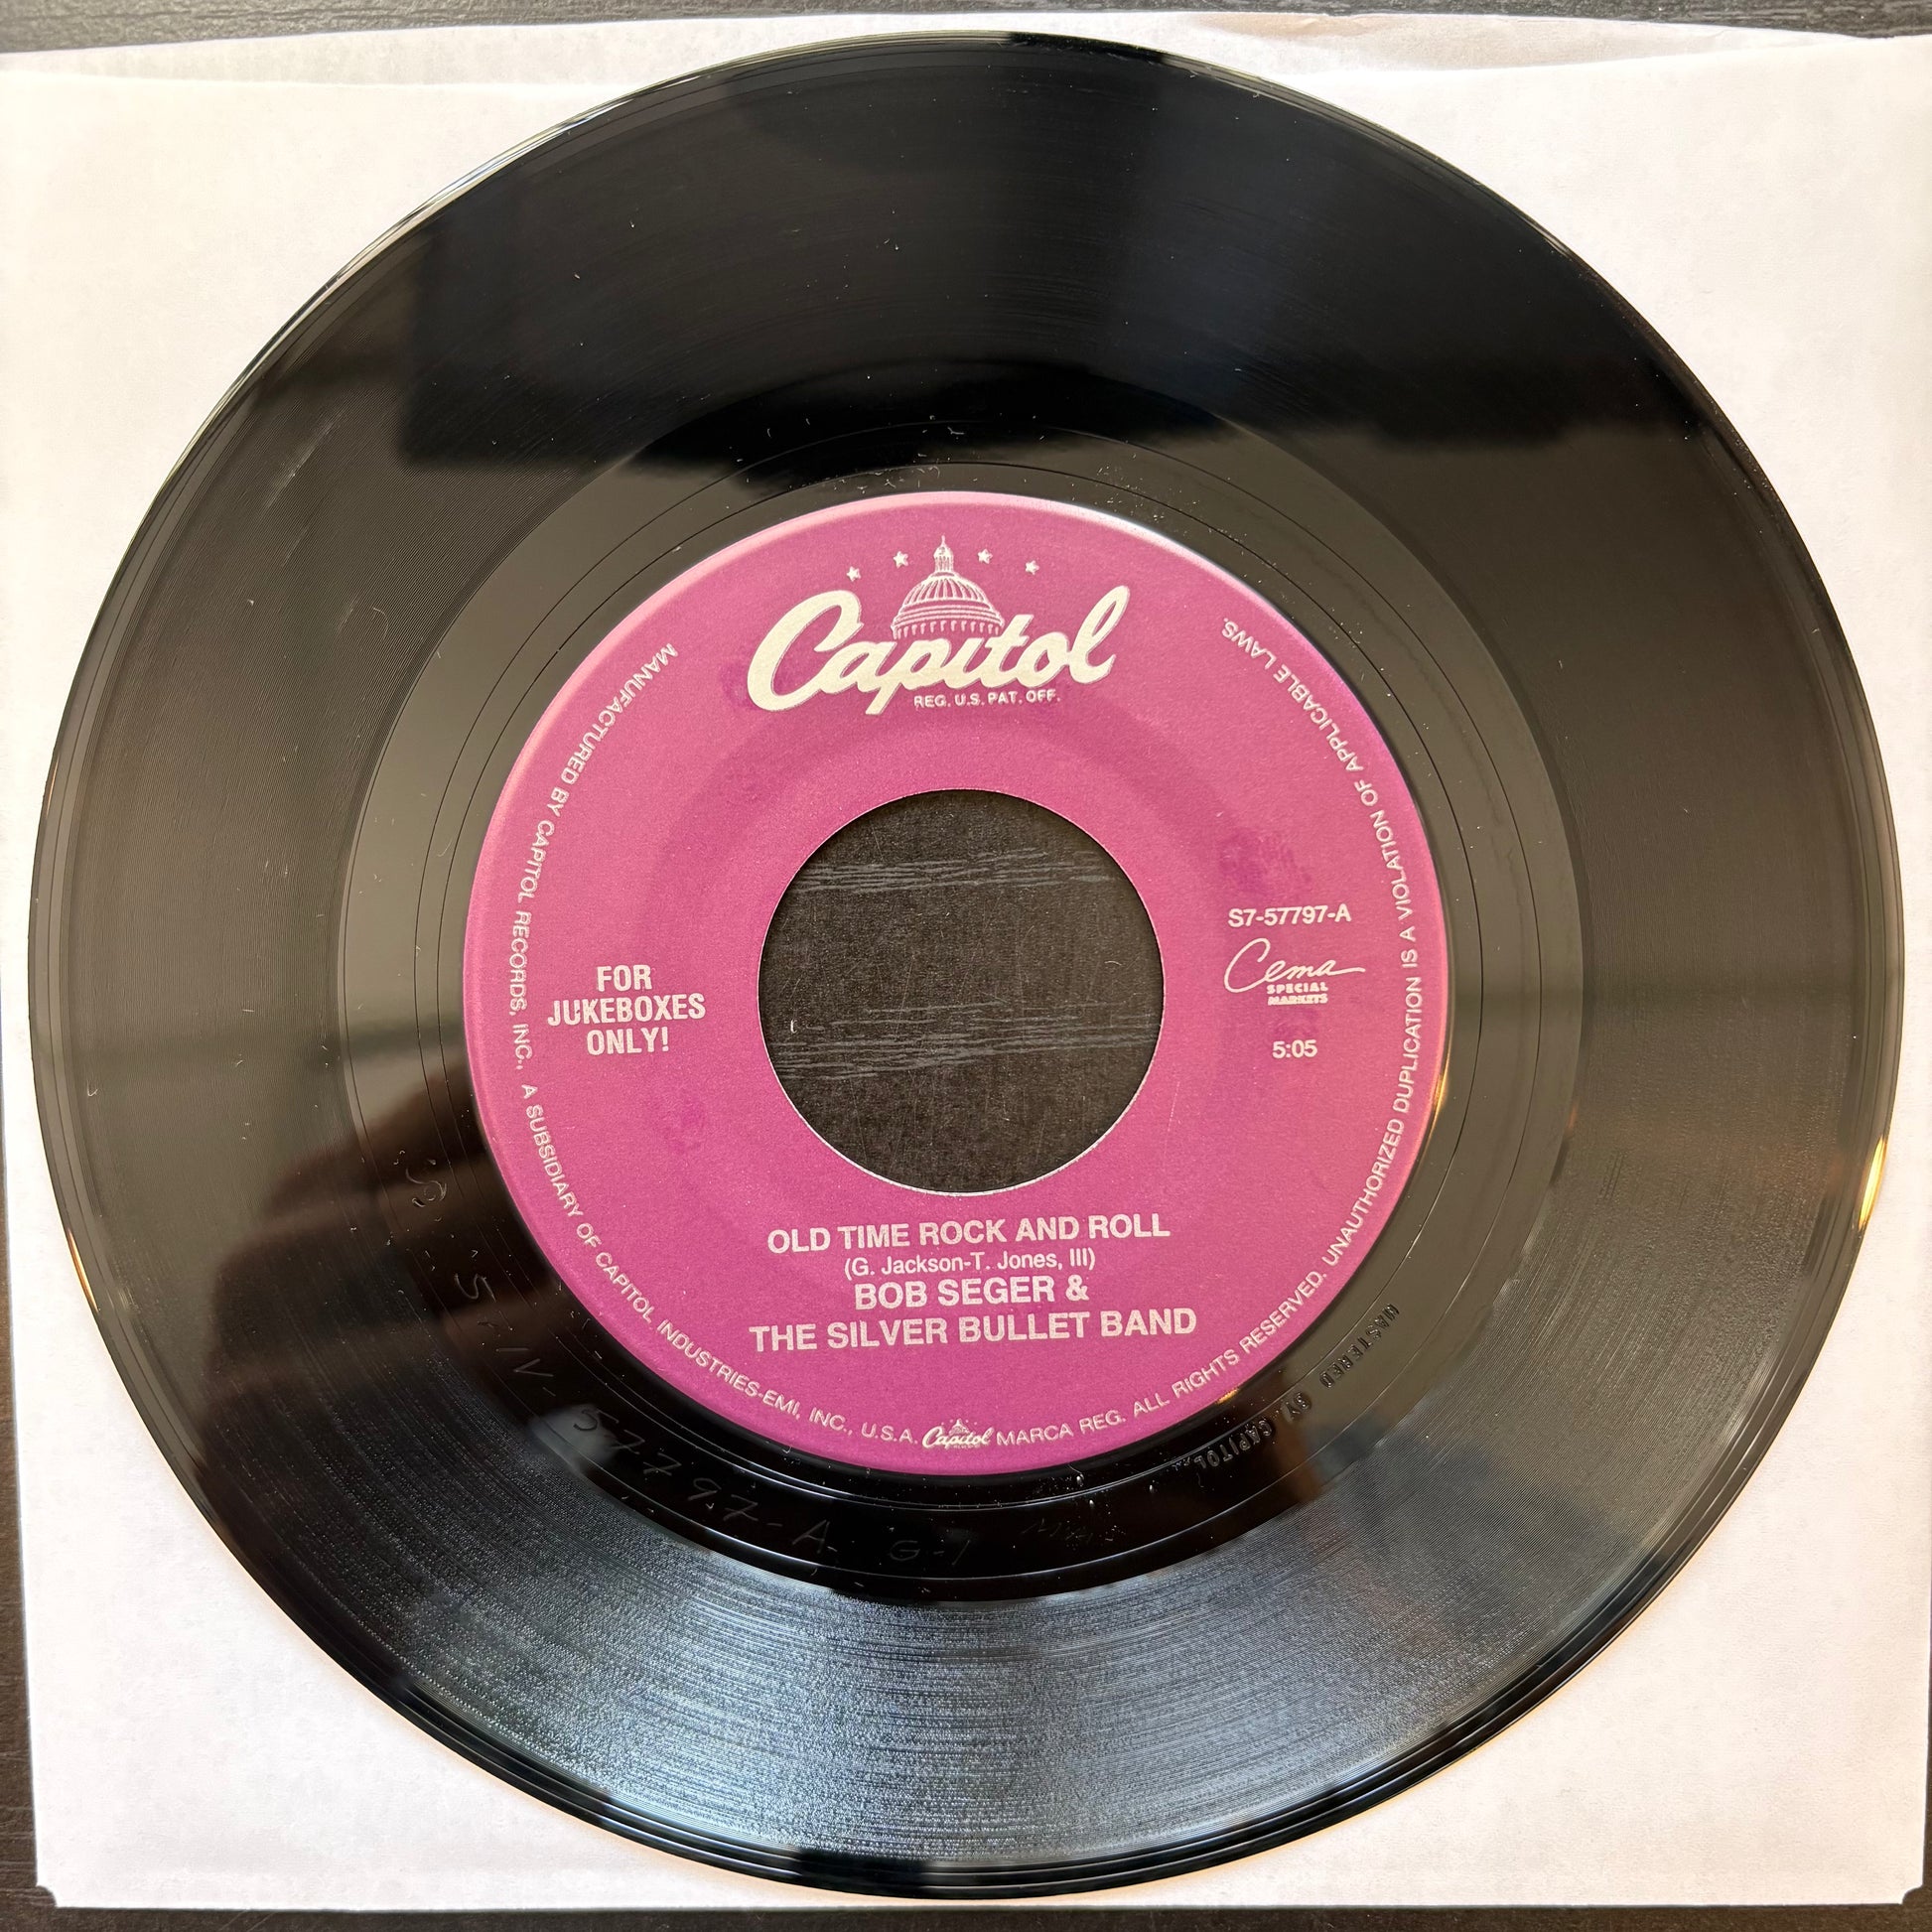 Capitol
REG. U.S. PAT. OFF.
S7-57797-A
Cema
SPECIAL
MARKETS
5:05
FOR
JUKEBOXES
ONLY!
OLD TIME ROCK AND ROLL
(G. Jackson-T. Jones, III)
BOB SEGER &
THE SILVER BULLET BAND
MANUFACTURED BY CAPITOL RECORDS, INC., A SUBSIDIARY OF CAPITOL INDUSTRIES-EMI, INC., U.S.A. Capitol MARCA REG. ALL RIGHTS RESERVED. UNAUTHORIZED DUPLICATION IS A VIOLATION OF APPLICABLE LAWS.
57797-A G-1
MASTERED BY CAPITOL